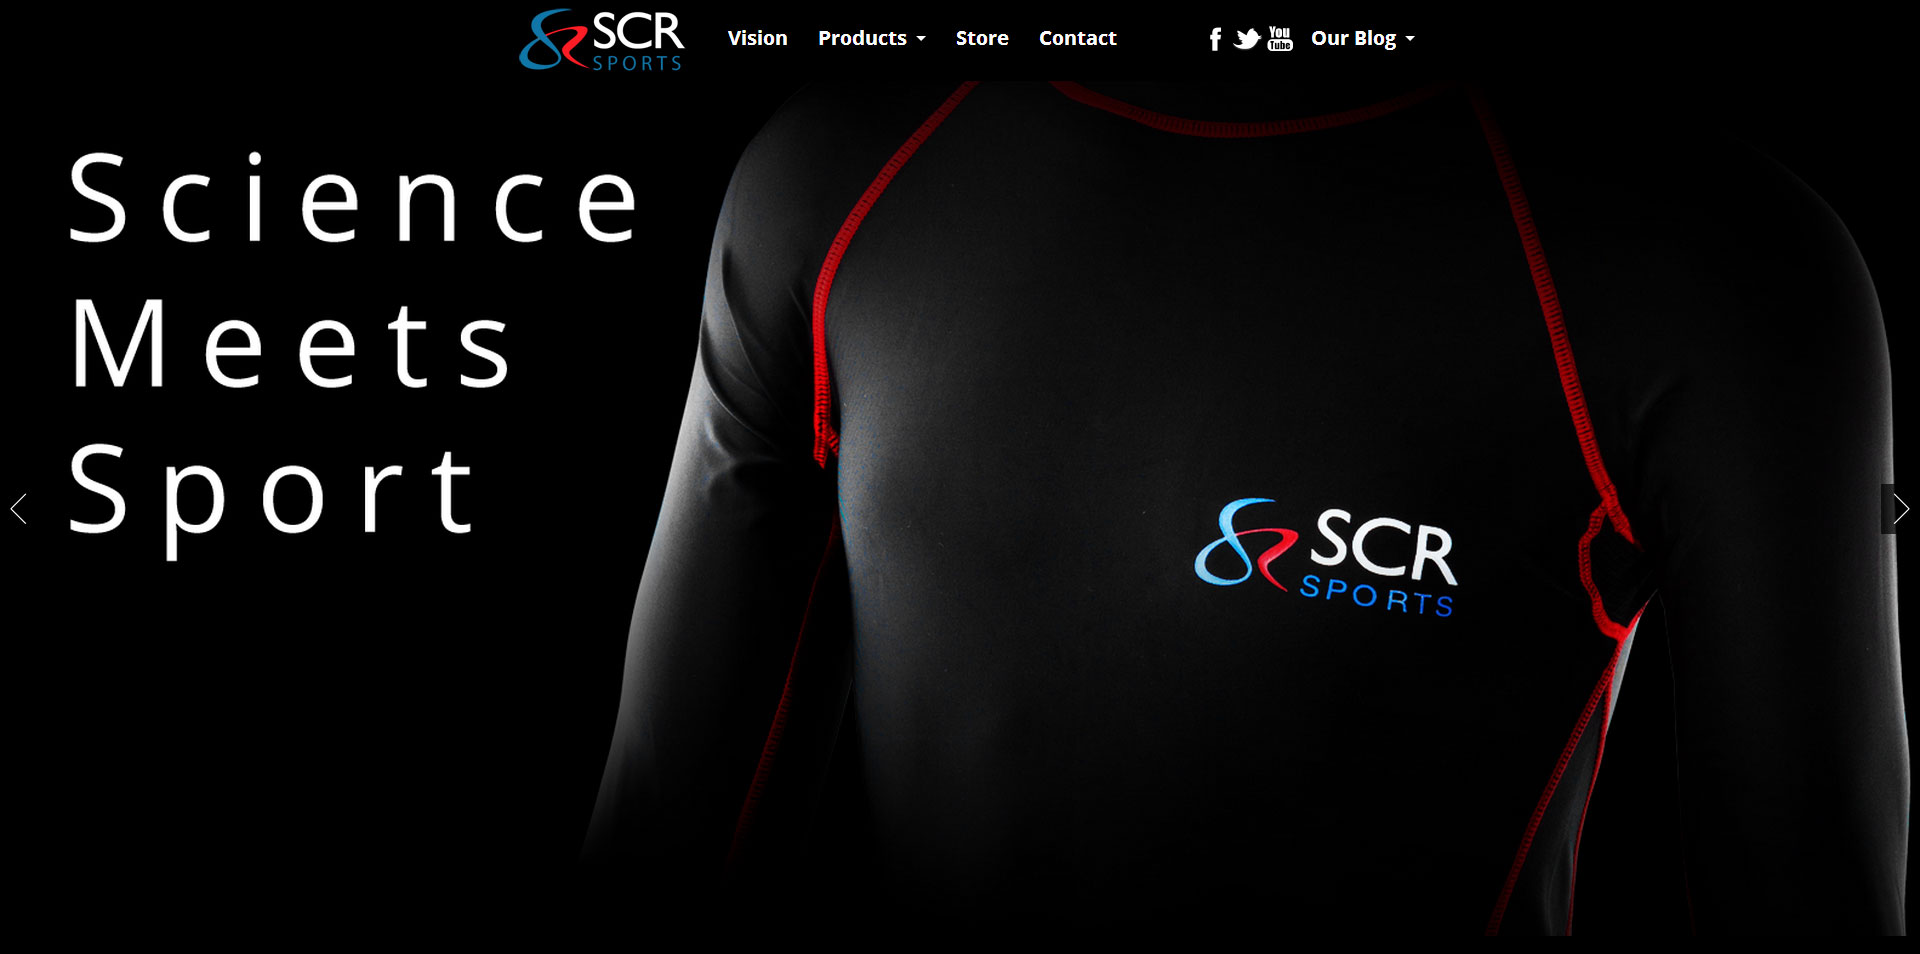 SCR
SPORTS
Vision
Products
Store
Contact
f
You
Tube
Our Blog
Science
Meets
Sport
SCR
SPORTS